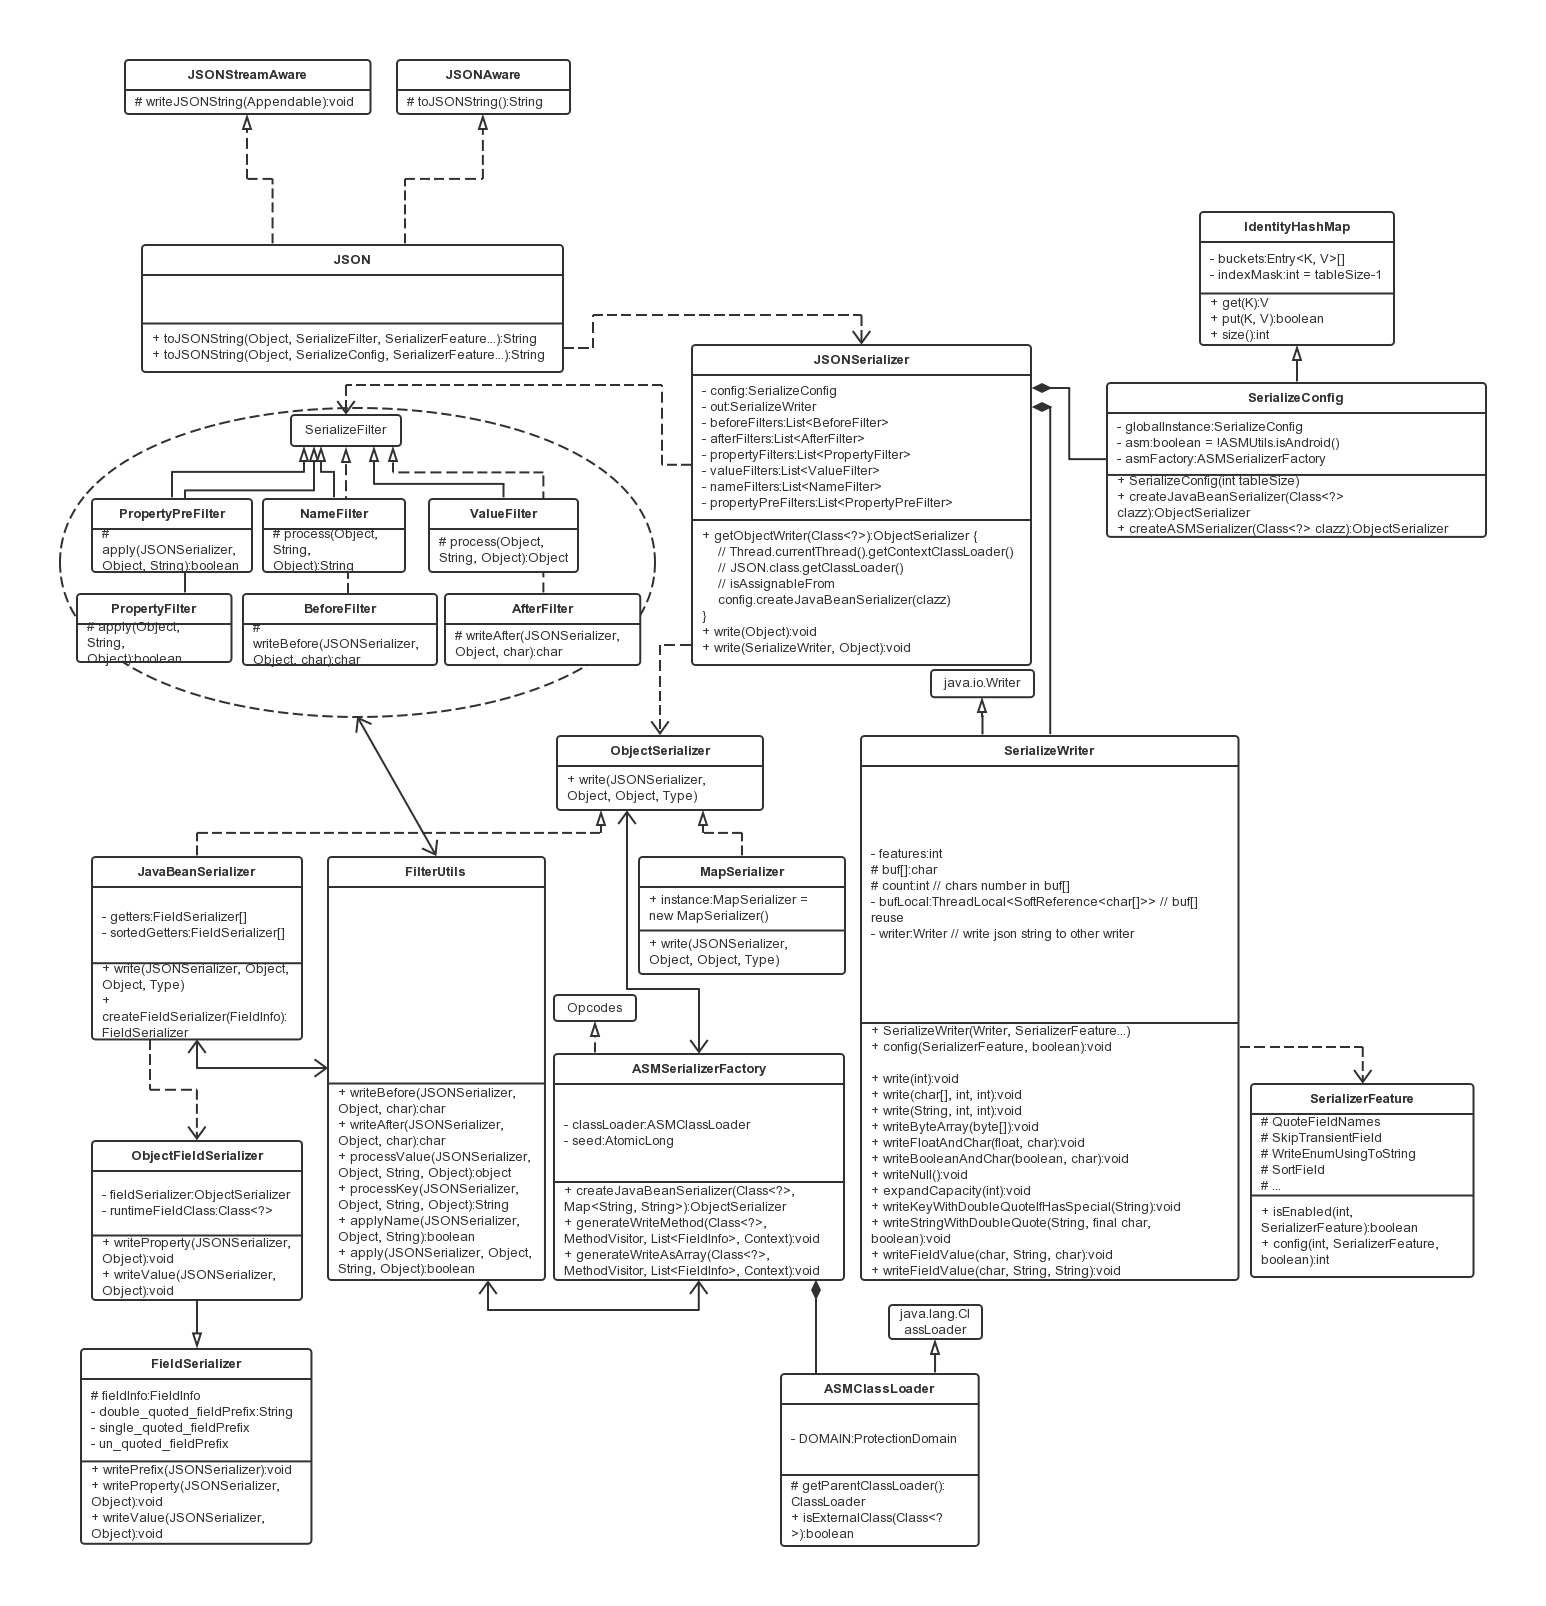 JSONStreamAware
# writeJSONString(Appendable):void
JSONAware
# toJSONString():String
JSON
+ toJSONString(Object, SerializeFilter, SerializerFeature...):String
+ toJSONString(Object, SerializeConfig, SerializerFeature...):String
IdentityHashMap
- buckets:Entry<K, V>[]
- indexMask:int = tableSize-1
+ get(K):V
+ put(K, V):boolean
+ size():int
JSONSerializer
- config:SerializeConfig
- out:SerializeWriter
- beforeFilters:List<BeforeFilter>
- afterFilters:List<AfterFilter>
- propertyFilters:List<PropertyFilter>
- valueFilters:List<ValueFilter>
- nameFilters:List<NameFilter>
- propertyPreFilters:List<PropertyPreFilter>
+ getObjectWriter(Class<?>):ObjectSerializer {
// Thread.currentThread().getContextClassLoader()
// JSON.class.getClassLoader()
// isAssignableFrom
config.createJavaBeanSerializer(clazz)
}
+ write(Object):void
+ write(SerializeWriter, Object):void
SerializeConfig
- globalInstance:SerializeConfig
- asm:boolean = !ASMUtils.isAndroid()
- asmFactory:ASMSerializerFactory
+ SerializeConfig(int tableSize)
+ createJavaBeanSerializer(Class<?>
clazz):ObjectSerializer
+ createASMSerializer(Class<?> clazz):ObjectSerializer
SerializeFilter
PropertyPreFilter
#
apply(JSONSerializer,
Object, String):boolean
NameFilter
# process(Object,
String,
Object):String
ValueFilter
# process(Object,
String, Object):Object
PropertyFilter
# apply(Object,
String,
Object):boolean
BeforeFilter
#
writeBefore(JSONSerializer,
Object, char):char
AfterFilter
# writeAfter(JSONSerializer,
Object, char):char
java.io.Writer
ObjectSerializer
+ write(JSONSerializer,
Object, Object, Type)
SerializeWriter
- features:int
# buf[]:char
# count:int // chars number in buf[]
- bufLocal:ThreadLocal<SoftReference<char[]>> // buf[]
reuse
- writer:Writer // write json string to other writer
+ SerializeWriter(Writer, SerializerFeature...)
+ config(SerializerFeature, boolean):void
+ write(int):void
+ write(char[], int, int):void
+ write(String, int, int):void
+ writeByteArray(byte[]):void
+ writeFloatAndChar(float, char):void
+ writeBooleanAndChar(boolean, char):void
+ writeNull():void
+ expandCapacity(int):void
+ writeKeyWithDoubleQuoteIfHasSpecial(String):void
+ writeStringWithDoubleQuote(String, final char,
boolean):void
+ writeFieldValue(char, String, char):void
+ writeFieldValue(char, String, String):void
JavaBeanSerializer
- getters:FieldSerializer[]
- sortedGetters:FieldSerializer[]
+ write(JSONSerializer, Object,
Object, Type)
+
createFieldSerializer(FieldInfo):
FieldSerializer
FilterUtils
+ writeBefore(JSONSerializer,
Object, char):char
+ writeAfter(JSONSerializer,
Object, char):char
+ processValue(JSONSerializer,
Object, String, Object):object
+ processKey(JSONSerializer,
Object, String, Object):String
+ applyName(JSONSerializer,
Object, String):boolean
+ apply(JSONSerializer, Object,
String, Object):boolean
MapSerializer
+ instance:MapSerializer =
new MapSerializer()
+ write(JSONSerializer,
Object, Object, Type)
Opcodes
ASMSerializerFactory
- classLoader:ASMClassLoader
- seed:AtomicLong
+ createJavaBeanSerializer(Class<?>,
Map<String, String>):ObjectSerializer
+ generateWriteMethod(Class<?>,
MethodVisitor, List<FieldInfo>, Context):void
+ generateWriteAsArray(Class<?>,
MethodVisitor, List<FieldInfo>, Context):void
SerializerFeature
# QuoteFieldNames
# SkipTransientField
# WriteEnumUsingToString
# SortField
# ...
+ isEnabled(int,
SerializerFeature):boolean
+ config(int, SerializerFeature,
boolean):int
ObjectFieldSerializer
- fieldSerializer:ObjectSerializer
- runtimeFieldClass:Class<?>
+ writeProperty(JSONSerializer,
Object):void
+ writeValue(JSONSerializer,
Object):void
java.lang.Cl
assLoader
FieldSerializer
# fieldInfo:FieldInfo
- double_quoted_fieldPrefix:String
- single_quoted_fieldPrefix
- un_quoted_fieldPrefix
+ writePrefix(JSONSerializer):void
+ writeProperty(JSONSerializer,
Object):void
+ writeValue(JSONSerializer,
Object):void
ASMClassLoader
- DOMAIN:ProtectionDomain
# getParentClassLoader():
ClassLoader
+ isExternalClass(Class<?
>):boolean